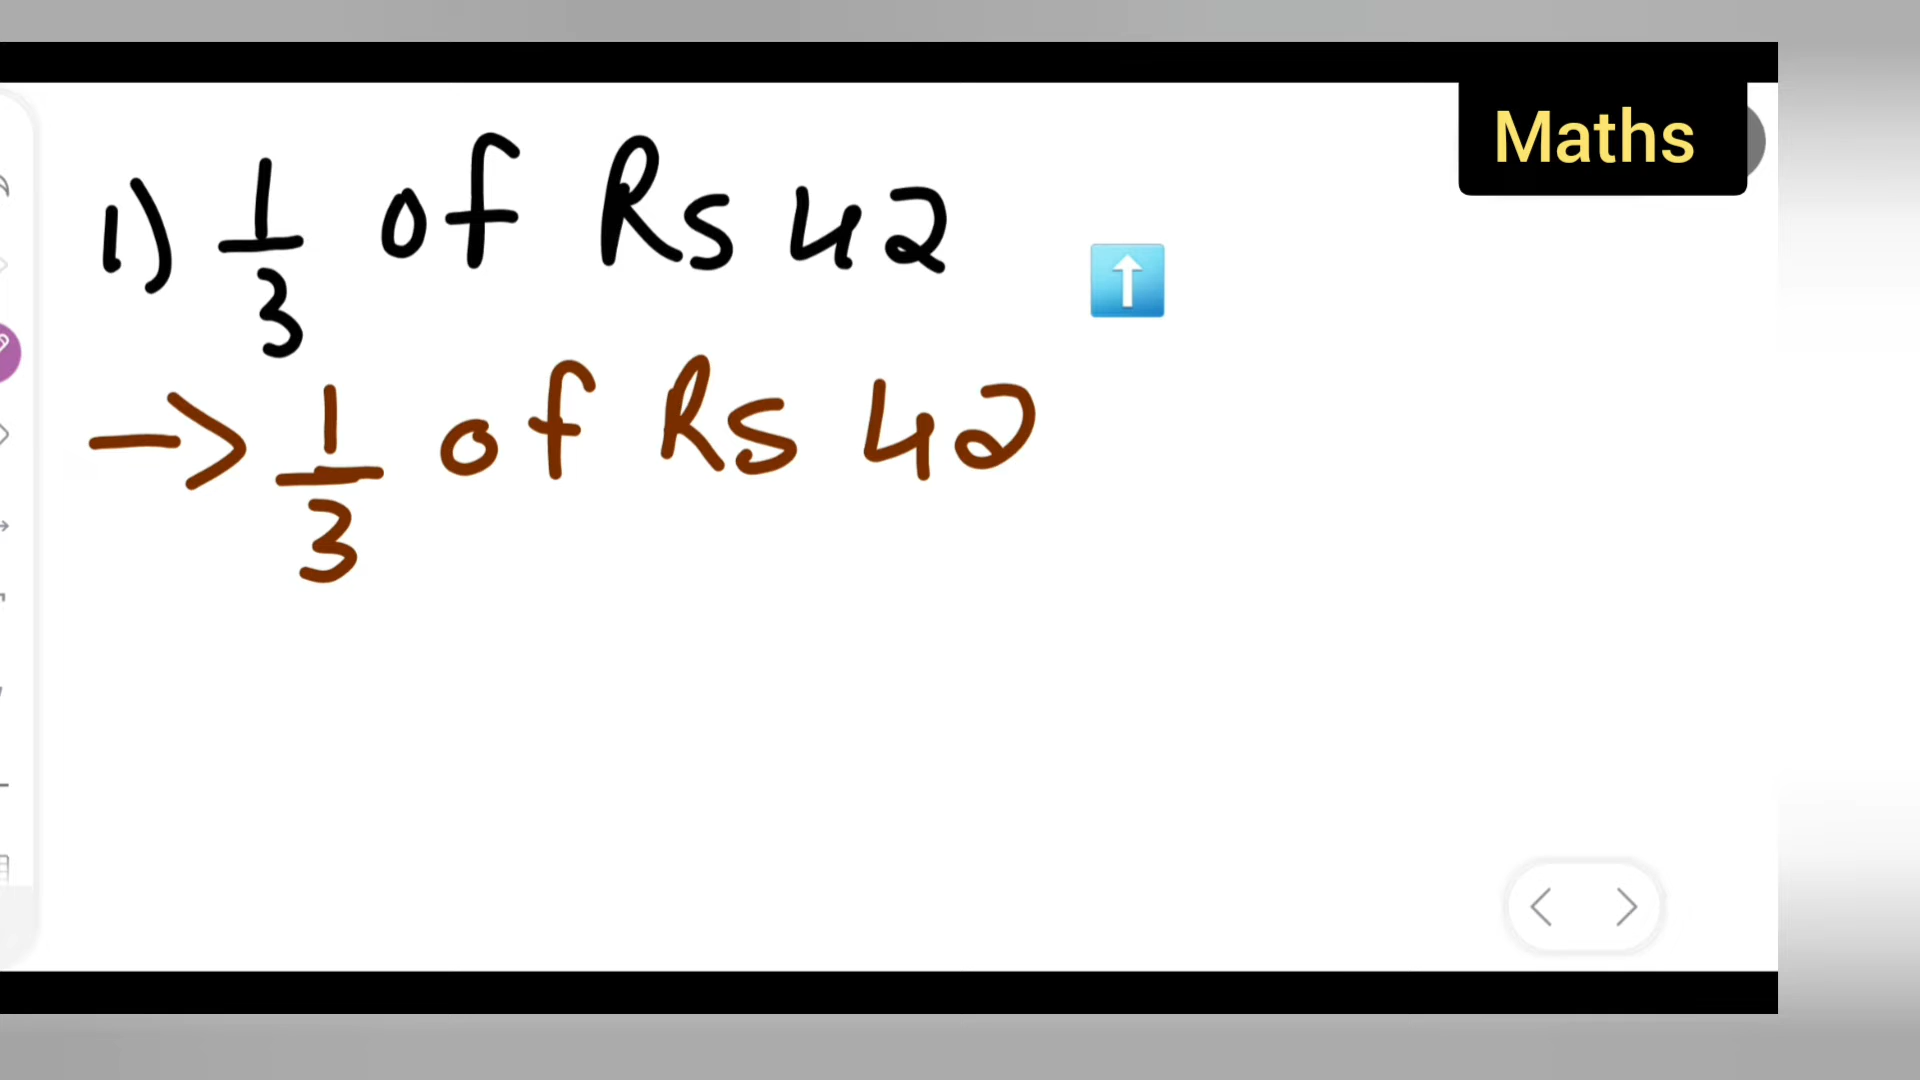 Maths
1) 1/3 of Rs 42
→ 1/3 of Rs 42